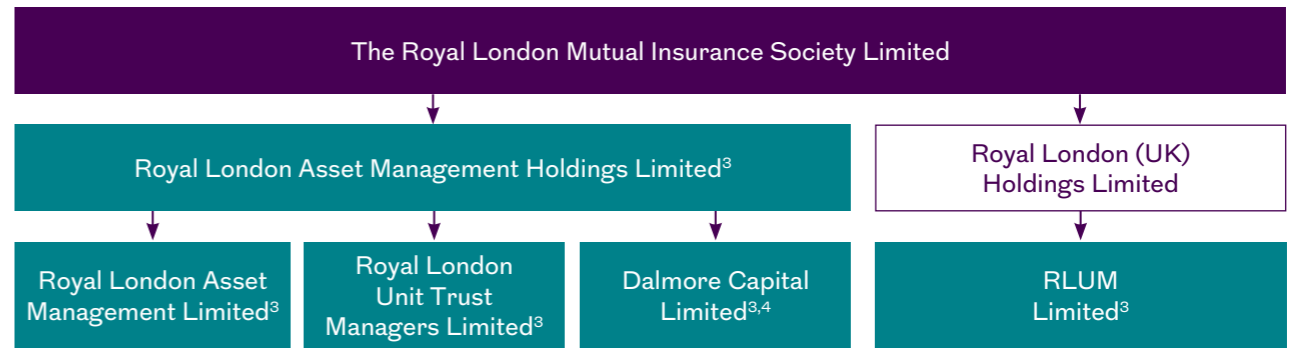 The Royal London Mutual Insurance Society Limited
Royal London Asset Management Holdings Limited³
Royal London (UK)
Holdings Limited
Royal London Asset
Management Limited³
Royal London
Unit Trust
Managers Limited³
Dalmore Capital
Limited³,⁴
RLUM
Limited³